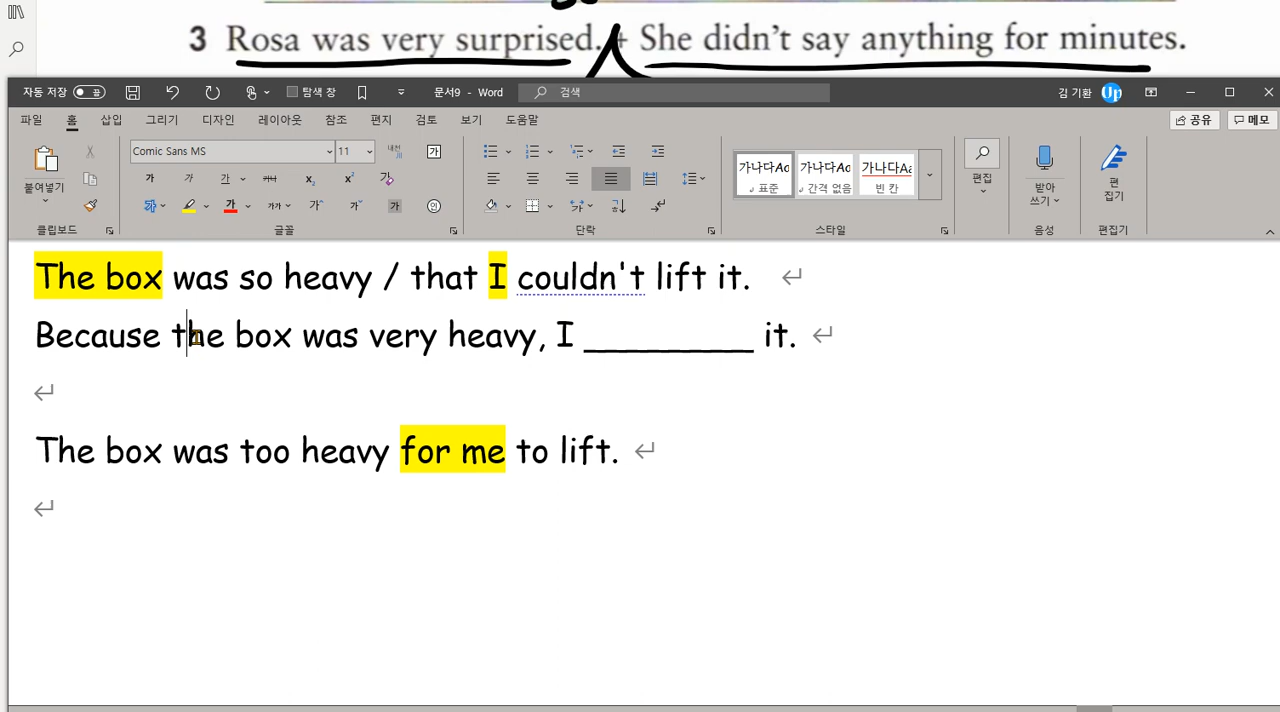 3 Rosa was very surprised. + She didn't say anything for minutes.
자동 저장 끔 탐색 창 문서9 - Word 검색 김 기환 Up
파일 홈 삽입 그리기 디자인 레이아웃 참조 편지 검토 보기 도움말 공유 메모
Comic Sans MS 11 가나다Aa 가나다Aa 가나다Aa
붙여넣기 표준 간격 없음 빈 칸 편집 받아쓰기 편집기
클립보드 글꼴 단락 스타일 음성 편집기
The box was so heavy / that I couldn't lift it.
Because the box was very heavy, I ________ it.
The box was too heavy for me to lift.